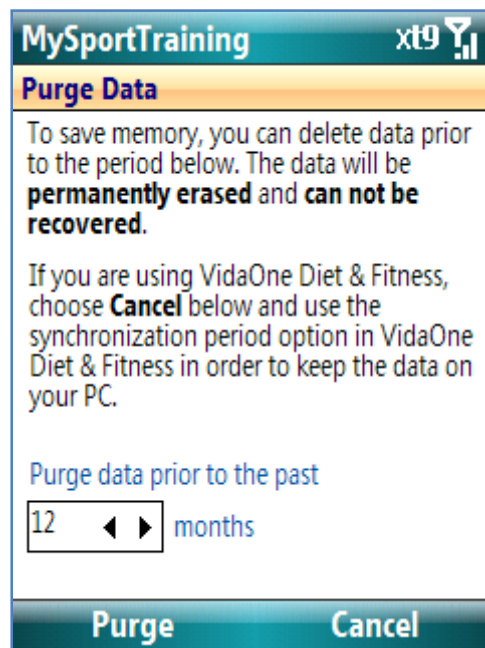 MySportTraining xt9
Purge Data
To save memory, you can delete data prior
to the period below. The data will be
permanently erased and can not be
recovered.
If you are using VidaOne Diet & Fitness,
choose Cancel below and use the
synchronization period option in VidaOne
Diet & Fitness in order to keep the data on
your PC.
Purge data prior to the past
12 months
Purge Cancel